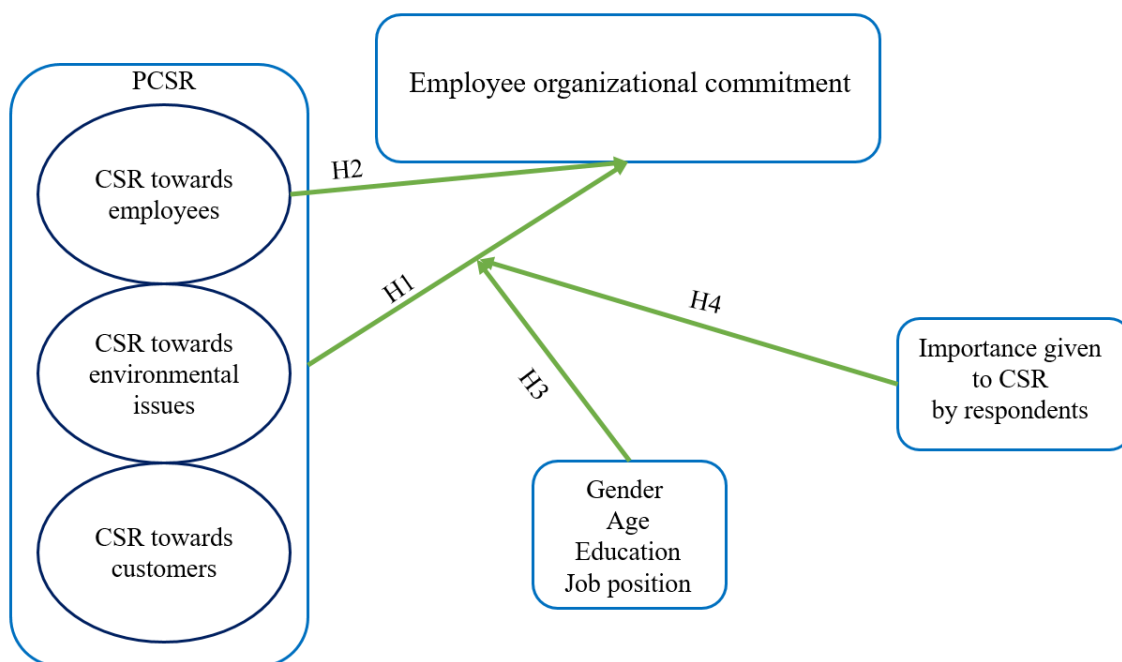 PCSR
CSR towards
employees
CSR towards
environmental
issues
CSR towards
customers
Employee organizational commitment
H2
H1
H4
H3
Importance given
to CSR
by respondents
Gender
Age
Education
Job position